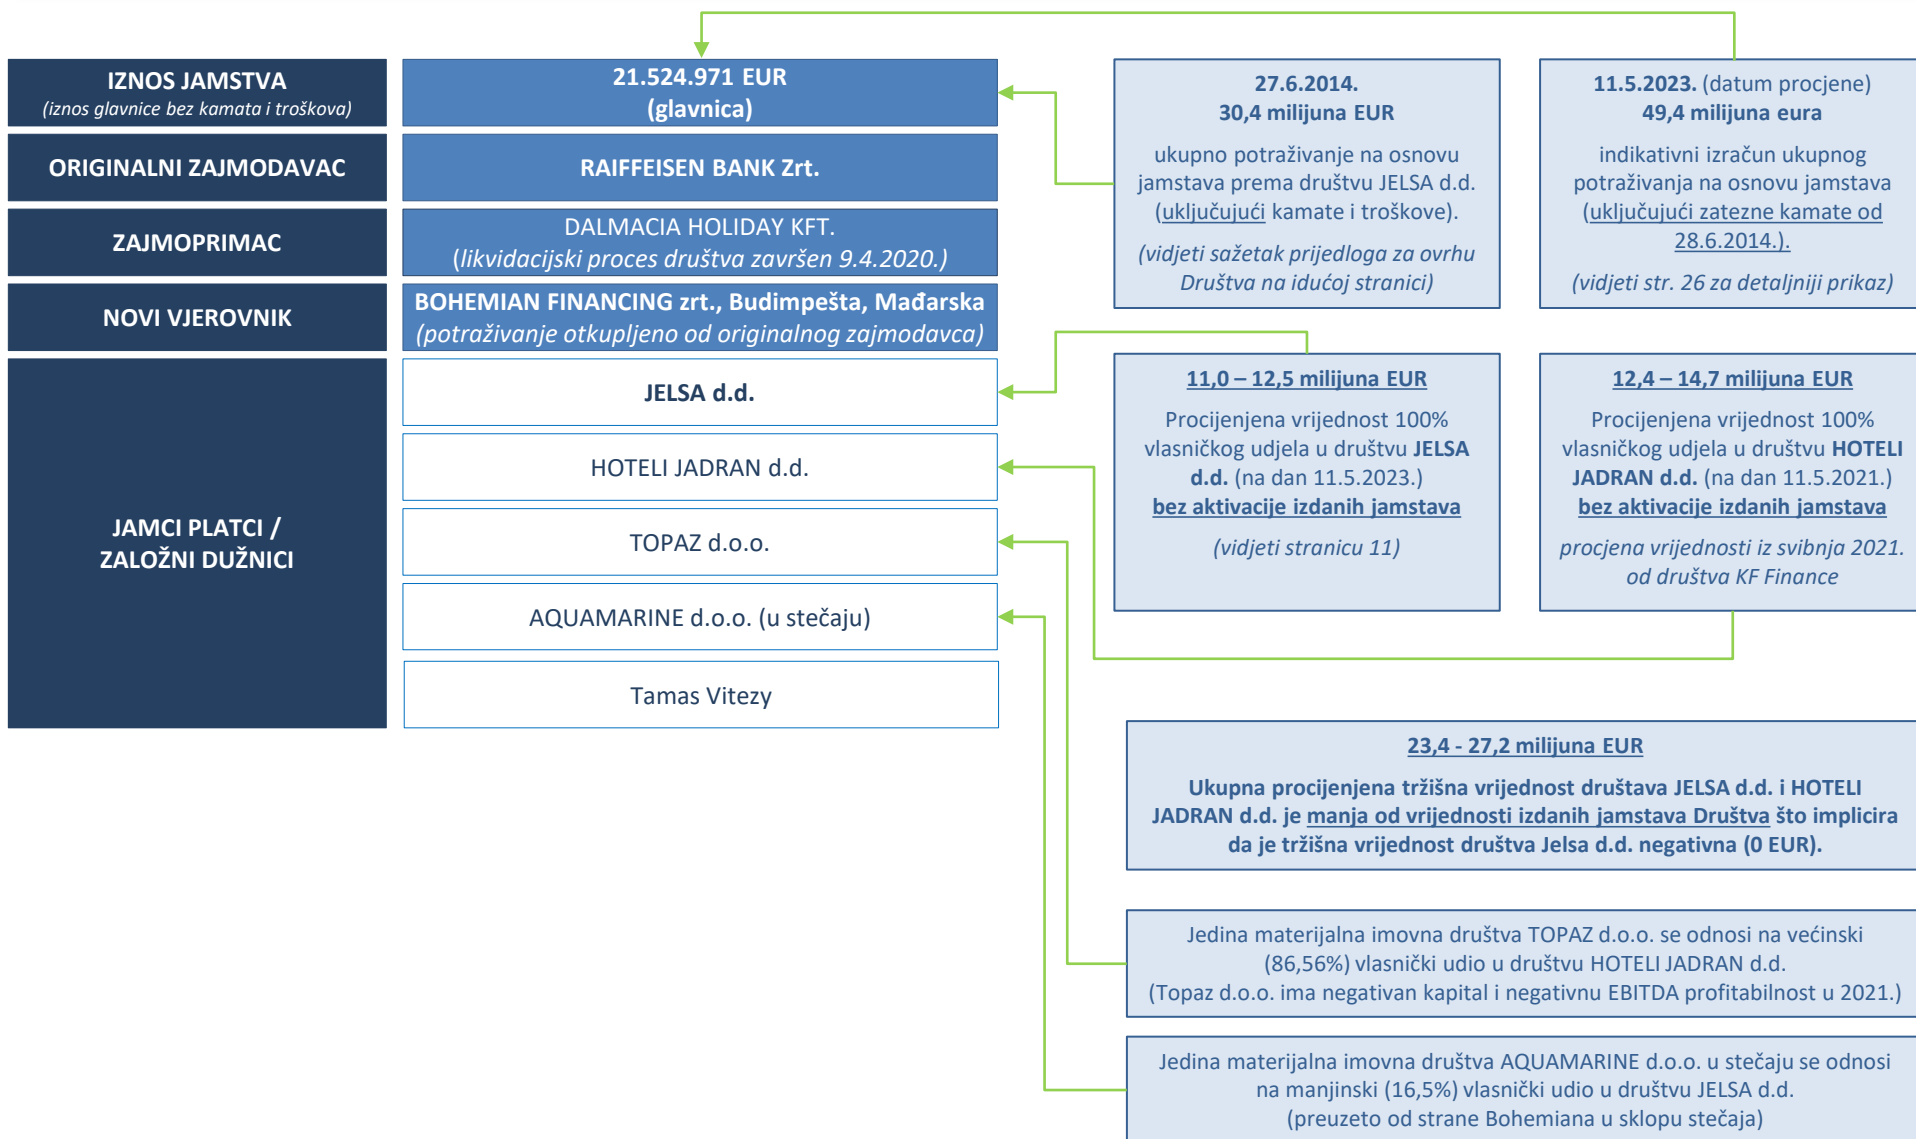 IZNOS JAMSTVA
(iznos glavnice bez kamata i troškova)
21.524.971 EUR
(glavnica)
ORIGINALNI ZAJMODAVAC
RAIFFEISEN BANK Zrt.
ZAJMOPRIMAC
DALMACIA HOLIDAY KFT.
(likvidacijski proces društva završen 9.4.2020.)
NOVI VJEROVNIK
BOHEMIAN FINANCING zrt., Budimpešta, Mađarska
(potraživanje otkupljeno od originalnog zajmodavca)
JAMCI PLATCI /
ZALOŽNI DUŽNICI
JELSA d.d.
HOTELI JADRAN d.d.
TOPAZ d.o.o.
AQUAMARINE d.o.o. (u stečaju)
Tamas Vitezy
27.6.2014.
30,4 milijuna EUR
ukupno potraživanje na osnovu
jamstava prema društvu JELSA d.d.
(uključujući kamate i troškove).
(vidjeti sažetak prijedloga za ovrhu
Društva na idućoj stranici)
11.5.2023. (datum procjene)
49,4 milijuna eura
indikativni izračun ukupnog
potraživanja na osnovu jamstava
(uključujući zatezne kamate od
28.6.2014.).
(vidjeti str. 26 za detaljniji prikaz)
11,0 – 12,5 milijuna EUR
Procijenjena vrijednost 100%
vlasničkog udjela u društvu JELSA
d.d. (na dan 11.5.2023.)
bez aktivacije izdanih jamstava
(vidjeti stranicu 11)
12,4 – 14,7 milijuna EUR
Procijenjena vrijednost 100%
vlasničkog udjela u društvu HOTELI
JADRAN d.d. (na dan 11.5.2021.)
bez aktivacije izdanih jamstava
procjena vrijednosti iz svibnja 2021.
od društva KF Finance
23,4 - 27,2 milijuna EUR
Ukupna procijenjena tržišna vrijednost društava JELSA d.d. i HOTELI
JADRAN d.d. je manja od vrijednosti izdanih jamstava Društva što implicira
da je tržišna vrijednost društva Jelsa d.d. negativna (0 EUR).
Jedina materijalna imovna društva TOPAZ d.o.o. se odnosi na većinski
(86,56%) vlasnički udio u društvu HOTELI JADRAN d.d.
(Topaz d.o.o. ima negativan kapital i negativnu EBITDA profitabilnost u 2021.)
Jedina materijalna imovna društva AQUAMARINE d.o.o. u stečaju se odnosi
na manjinski (16,5%) vlasnički udio u društvu JELSA d.d.
(preuzeto od strane Bohemiana u sklopu stečaja)